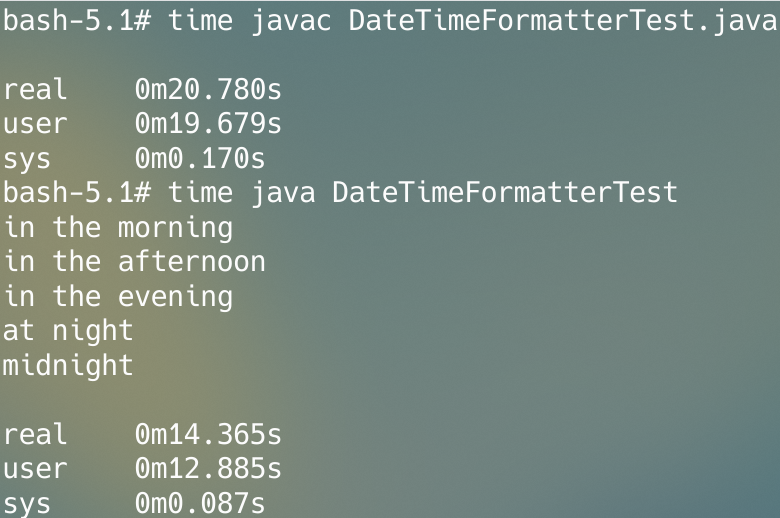 bash-5.1# time javac DateTimeFormatterTest.java
real    0m20.780s
user    0m19.679s
sys     0m0.170s
bash-5.1# time java DateTimeFormatterTest
in the morning
in the afternoon
in the evening
at night
midnight
real    0m14.365s
user    0m12.885s
sys     0m0.087s